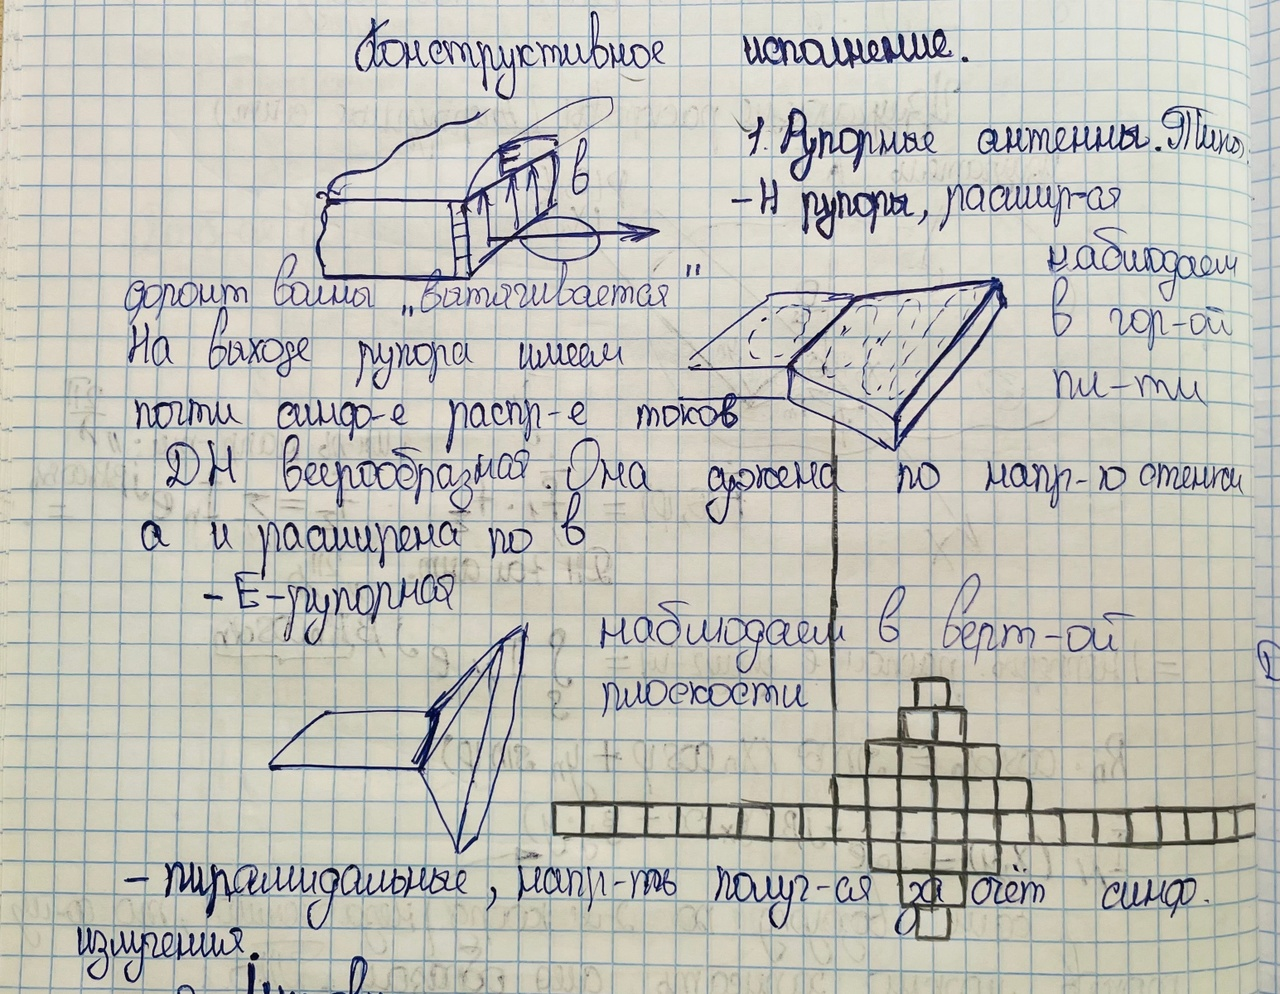 Конструктивное исполнение.
1. Рупорные антенны. Типы
E
в
- Н рупоры, расшир-ая
наблюдаем
в гор-ой
пл-ти
фронт волны „вытягивается"
На выходе рупора имеем
почти синф-е распр-е токов
ДН веерообразная. Она сужена по напр-ю стенки
а и расширена по в
- Е-рупорная
наблюдаем в верт-ой
плоскости
- пирамидальные, напр-ть получ-ся за счёт синф.
излучения.